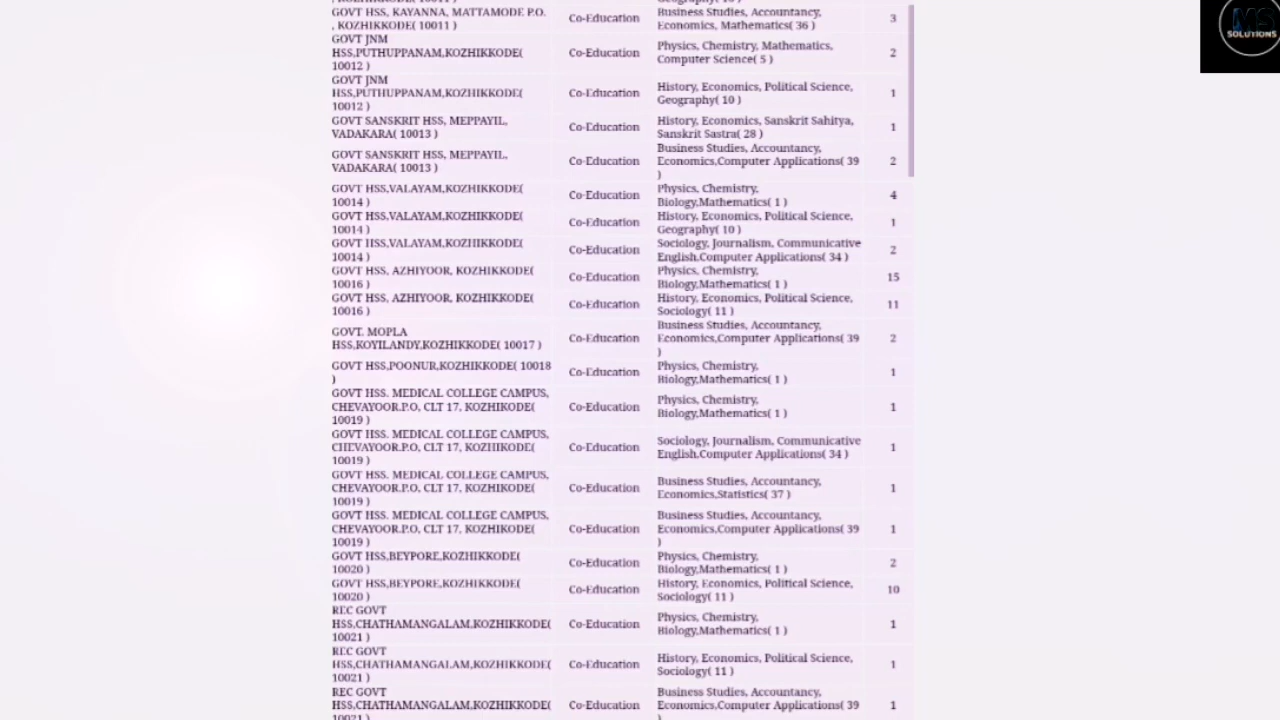 GOVT HSS, KAYANNA, MATTAMODE P.O. , KOZHIKKODE( 10011 ) Co-Education Business Studies, Accountancy, Economics, Mathematics( 36 ) 3
GOVT JNM HSS,PUTHUPPANAM,KOZHIKKODE( 10012 ) Co-Education Physics, Chemistry, Mathematics, Computer Science( 5 ) 2
GOVT JNM HSS,PUTHUPPANAM,KOZHIKKODE( 10012 ) Co-Education History, Economics, Political Science, Geography( 10 ) 1
GOVT SANSKRIT HSS, MEPPAYIL, VADAKARA( 10013 ) Co-Education History, Economics, Sanskrit Sahitya, Sanskrit Sastra( 28 ) 1
GOVT SANSKRIT HSS, MEPPAYIL, VADAKARA( 10013 ) Co-Education Business Studies, Accountancy, Economics,Computer Applications( 39 ) 2
GOVT HSS,VALAYAM,KOZHIKKODE( 10014 ) Co-Education Physics, Chemistry, Biology,Mathematics( 1 ) 4
GOVT HSS,VALAYAM,KOZHIKKODE( 10014 ) Co-Education History, Economics, Political Science, Geography( 10 ) 1
GOVT HSS,VALAYAM,KOZHIKKODE( 10014 ) Co-Education Sociology, Journalism, Communicative English,Computer Applications( 34 ) 2
GOVT HSS, AZHIYOOR, KOZHIKKODE( 10016 ) Co-Education Physics, Chemistry, Biology,Mathematics( 1 ) 15
GOVT HSS, AZHIYOOR, KOZHIKKODE( 10016 ) Co-Education History, Economics, Political Science, Sociology( 11 ) 11
GOVT. MOPLA HSS,KOYILANDY,KOZHIKKODE( 10017 ) Co-Education Business Studies, Accountancy, Economics,Computer Applications( 39 ) 2
GOVT HSS,POONUR,KOZHIKKODE( 10018 ) Co-Education Physics, Chemistry, Biology,Mathematics( 1 ) 1
GOVT HSS. MEDICAL COLLEGE CAMPUS, CHEVAYOOR.P.O, CLT 17, KOZHIKODE( 10019 ) Co-Education Physics, Chemistry, Biology,Mathematics( 1 ) 1
GOVT HSS. MEDICAL COLLEGE CAMPUS, CHEVAYOOR.P.O, CLT 17, KOZHIKODE( 10019 ) Co-Education Sociology, Journalism, Communicative English,Computer Applications( 34 ) 1
GOVT HSS. MEDICAL COLLEGE CAMPUS, CHEVAYOOR.P.O, CLT 17, KOZHIKODE( 10019 ) Co-Education Business Studies, Accountancy, Economics,Statistics( 37 ) 1
GOVT HSS. MEDICAL COLLEGE CAMPUS, CHEVAYOOR.P.O, CLT 17, KOZHIKODE( 10019 ) Co-Education Business Studies, Accountancy, Economics,Computer Applications( 39 ) 1
GOVT HSS,BEYPORE,KOZHIKKODE( 10020 ) Co-Education Physics, Chemistry, Biology,Mathematics( 1 ) 2
GOVT HSS,BEYPORE,KOZHIKKODE( 10020 ) Co-Education History, Economics, Political Science, Sociology( 11 ) 10
REC GOVT HSS,CHATHAMANGALAM,KOZHIKKODE( 10021 ) Co-Education Physics, Chemistry, Biology,Mathematics( 1 ) 1
REC GOVT HSS,CHATHAMANGALAM,KOZHIKKODE( 10021 ) Co-Education History, Economics, Political Science, Sociology( 11 ) 1
REC GOVT HSS,CHATHAMANGALAM,KOZHIKKODE( 10021 ) Co-Education Business Studies, Accountancy, Economics,Computer Applications( 39 ) 1
MS
SOLUTIONS